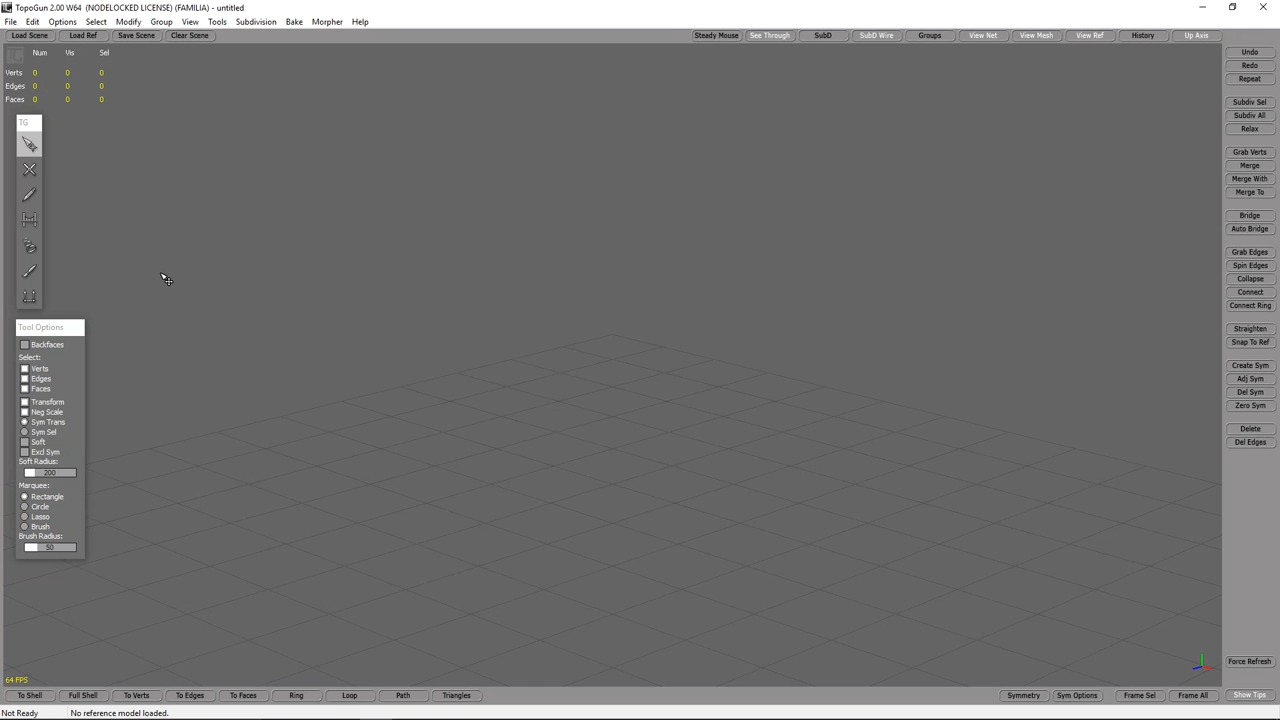 TopoGun 2.00 W64 (NODELOCKED LICENSE) (FAMILIA) - untitled
File Edit Options Select Modify Group View Tools Subdivision Bake Morpher Help
Load Scene Load Ref Save Scene Clear Scene Steady Mouse See Through SubD SubD Wire Groups View Net View Mesh View Ref History Up Axis
Num Vis Sel
Verts 0 0 0
Edges 0 0 0
Faces 0 0 0
TG
Tool Options
Backfaces
Select:
Verts
Edges
Faces
Transform
Neg Scale
Sym Trans
Sym Sel
Soft
Excl Sym
Soft Radius:
200
Marquee:
Rectangle
Circle
Lasso
Brush
Brush Radius:
50
Undo
Redo
Repeat
Subdiv Sel
Subdiv All
Relax
Grab Verts
Merge
Merge With
Merge To
Bridge
Auto Bridge
Grab Edges
Spin Edges
Collapse
Connect
Connect Ring
Straighten
Snap To Ref
Create Sym
Adj Sym
Del Sym
Zero Sym
Delete
Del Edges
Force Refresh
64 FPS
To Shell Full Shell To Verts To Edges To Faces Ring Loop Path Triangles Symmetry Sym Options Frame Sel Frame All Show Tips
Not Ready No reference model loaded.